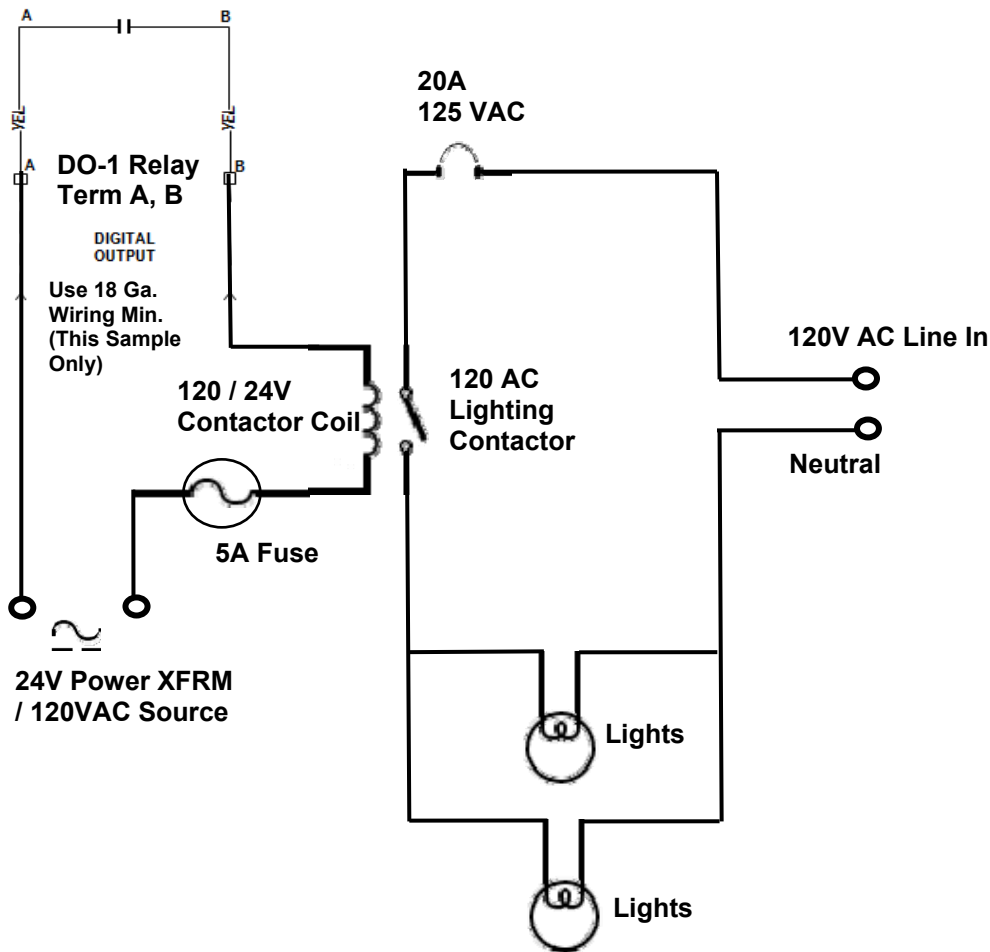 A
B
YEL
YEL
A
B
DO-1 Relay
Term A, B
DIGITAL
OUTPUT
Use 18 Ga.
Wiring Min.
(This Sample
Only)
20A
125 VAC
120V AC Line In
Neutral
120 / 24V
Contactor Coil
120 AC
Lighting
Contactor
5A Fuse
24V Power XFRM
/ 120VAC Source
Lights
Lights